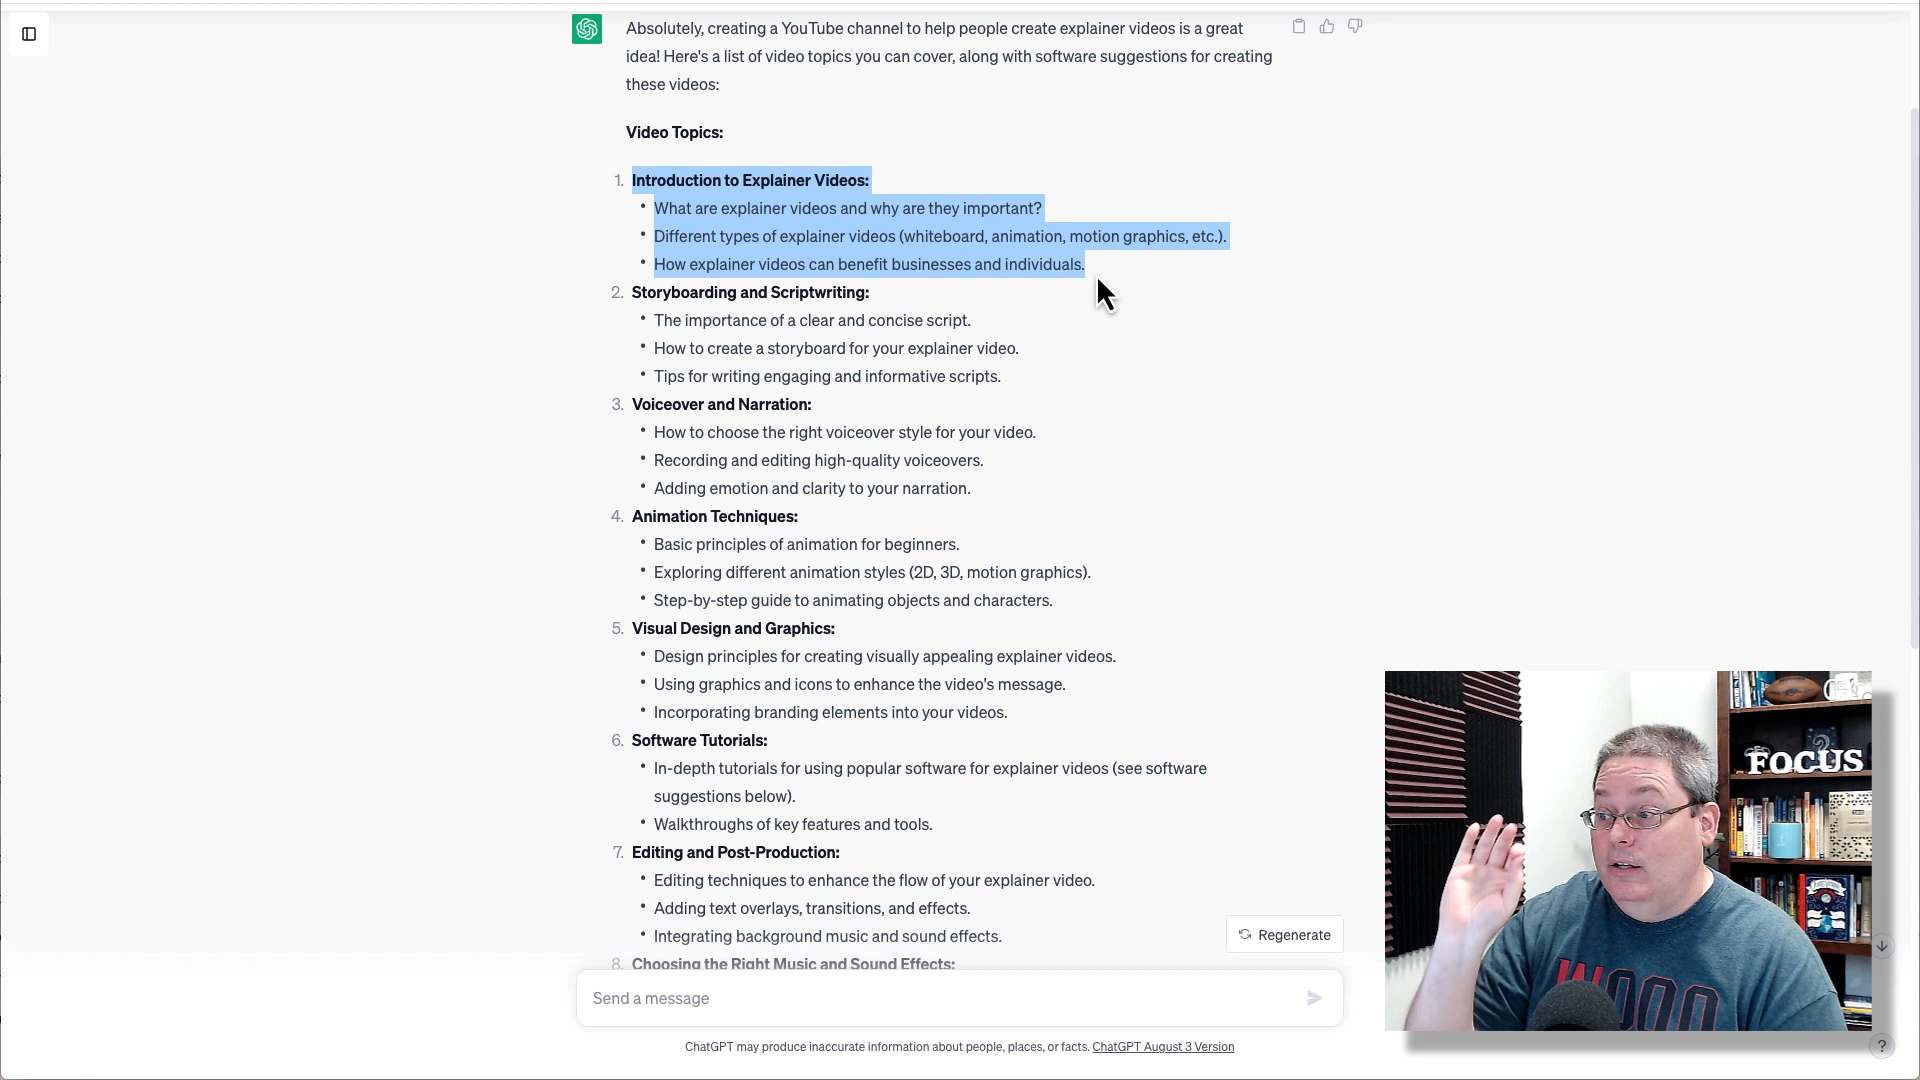 Absolutely, creating a YouTube channel to help people create explainer videos is a great
idea! Here's a list of video topics you can cover, along with software suggestions for creating
these videos:
Video Topics:
1. Introduction to Explainer Videos:
• What are explainer videos and why are they important?
• Different types of explainer videos (whiteboard, animation, motion graphics, etc.).
• How explainer videos can benefit businesses and individuals.
2. Storyboarding and Scriptwriting:
• The importance of a clear and concise script.
• How to create a storyboard for your explainer video.
• Tips for writing engaging and informative scripts.
3. Voiceover and Narration:
• How to choose the right voiceover style for your video.
• Recording and editing high-quality voiceovers.
• Adding emotion and clarity to your narration.
4. Animation Techniques:
• Basic principles of animation for beginners.
• Exploring different animation styles (2D, 3D, motion graphics).
• Step-by-step guide to animating objects and characters.
5. Visual Design and Graphics:
• Design principles for creating visually appealing explainer videos.
• Using graphics and icons to enhance the video's message.
• Incorporating branding elements into your videos.
6. Software Tutorials:
• In-depth tutorials for using popular software for explainer videos (see software
suggestions below).
• Walkthroughs of key features and tools.
7. Editing and Post-Production:
• Editing techniques to enhance the flow of your explainer video.
• Adding text overlays, transitions, and effects.
• Integrating background music and sound effects.
8. Choosing the Right Music and Sound Effects:
Regenerate
Send a message
ChatGPT may produce inaccurate information about people, places, or facts. ChatGPT August 3 Version
?
FOCUS